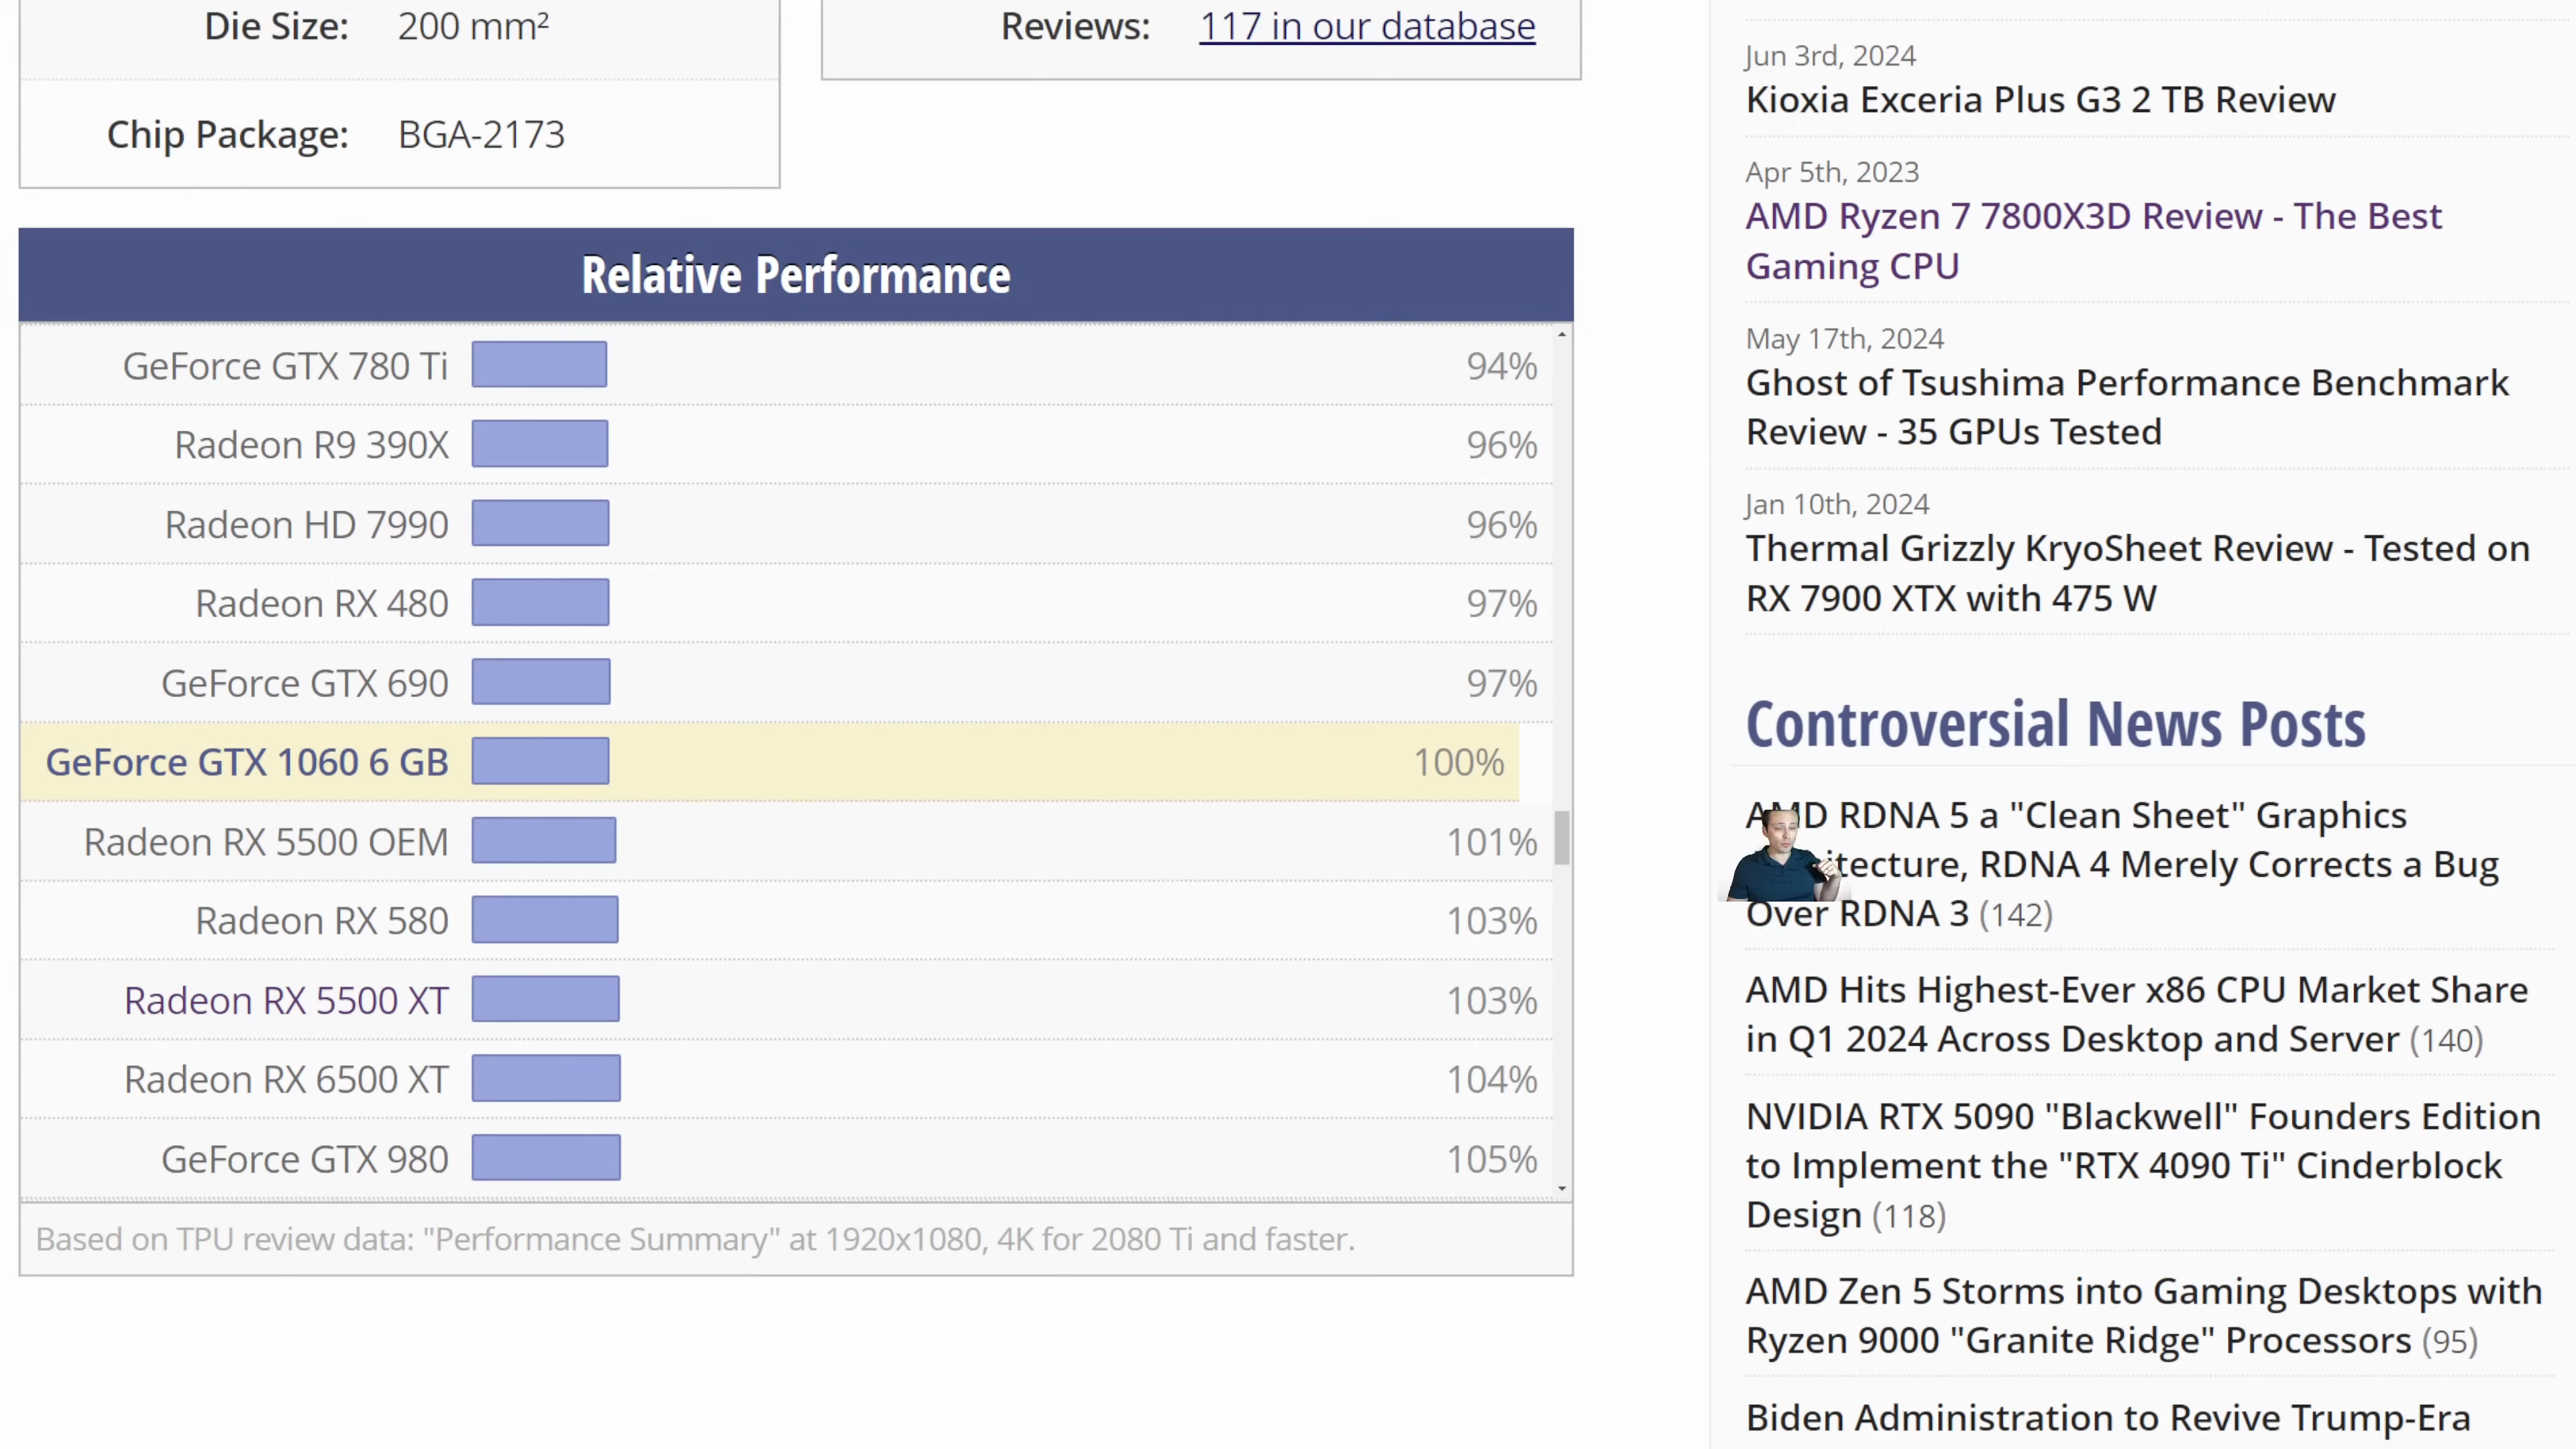 Die Size: 200 mm²
Chip Package: BGA-2173
Reviews: 117 in our database
Relative Performance
GeForce GTX 780 Ti 94%
Radeon R9 390X 96%
Radeon HD 7990 96%
Radeon RX 480 97%
GeForce GTX 690 97%
GeForce GTX 1060 6 GB 100%
Radeon RX 5500 OEM 101%
Radeon RX 580 103%
Radeon RX 5500 XT 103%
Radeon RX 6500 XT 104%
GeForce GTX 980 105%
Based on TPU review data: "Performance Summary" at 1920x1080, 4K for 2080 Ti and faster.
Jun 3rd, 2024
Kioxia Exceria Plus G3 2 TB Review
Apr 5th, 2023
AMD Ryzen 7 7800X3D Review - The Best
Gaming CPU
May 17th, 2024
Ghost of Tsushima Performance Benchmark
Review - 35 GPUs Tested
Jan 10th, 2024
Thermal Grizzly KryoSheet Review - Tested on
RX 7900 XTX with 475 W
Controversial News Posts
AMD RDNA 5 a "Clean Sheet" Graphics
itecture, RDNA 4 Merely Corrects a Bug
Over RDNA 3 (142)
AMD Hits Highest-Ever x86 CPU Market Share
in Q1 2024 Across Desktop and Server (140)
NVIDIA RTX 5090 "Blackwell" Founders Edition
to Implement the "RTX 4090 Ti" Cinderblock
Design (118)
AMD Zen 5 Storms into Gaming Desktops with
Ryzen 9000 "Granite Ridge" Processors (95)
Biden Administration to Revive Trump-Era